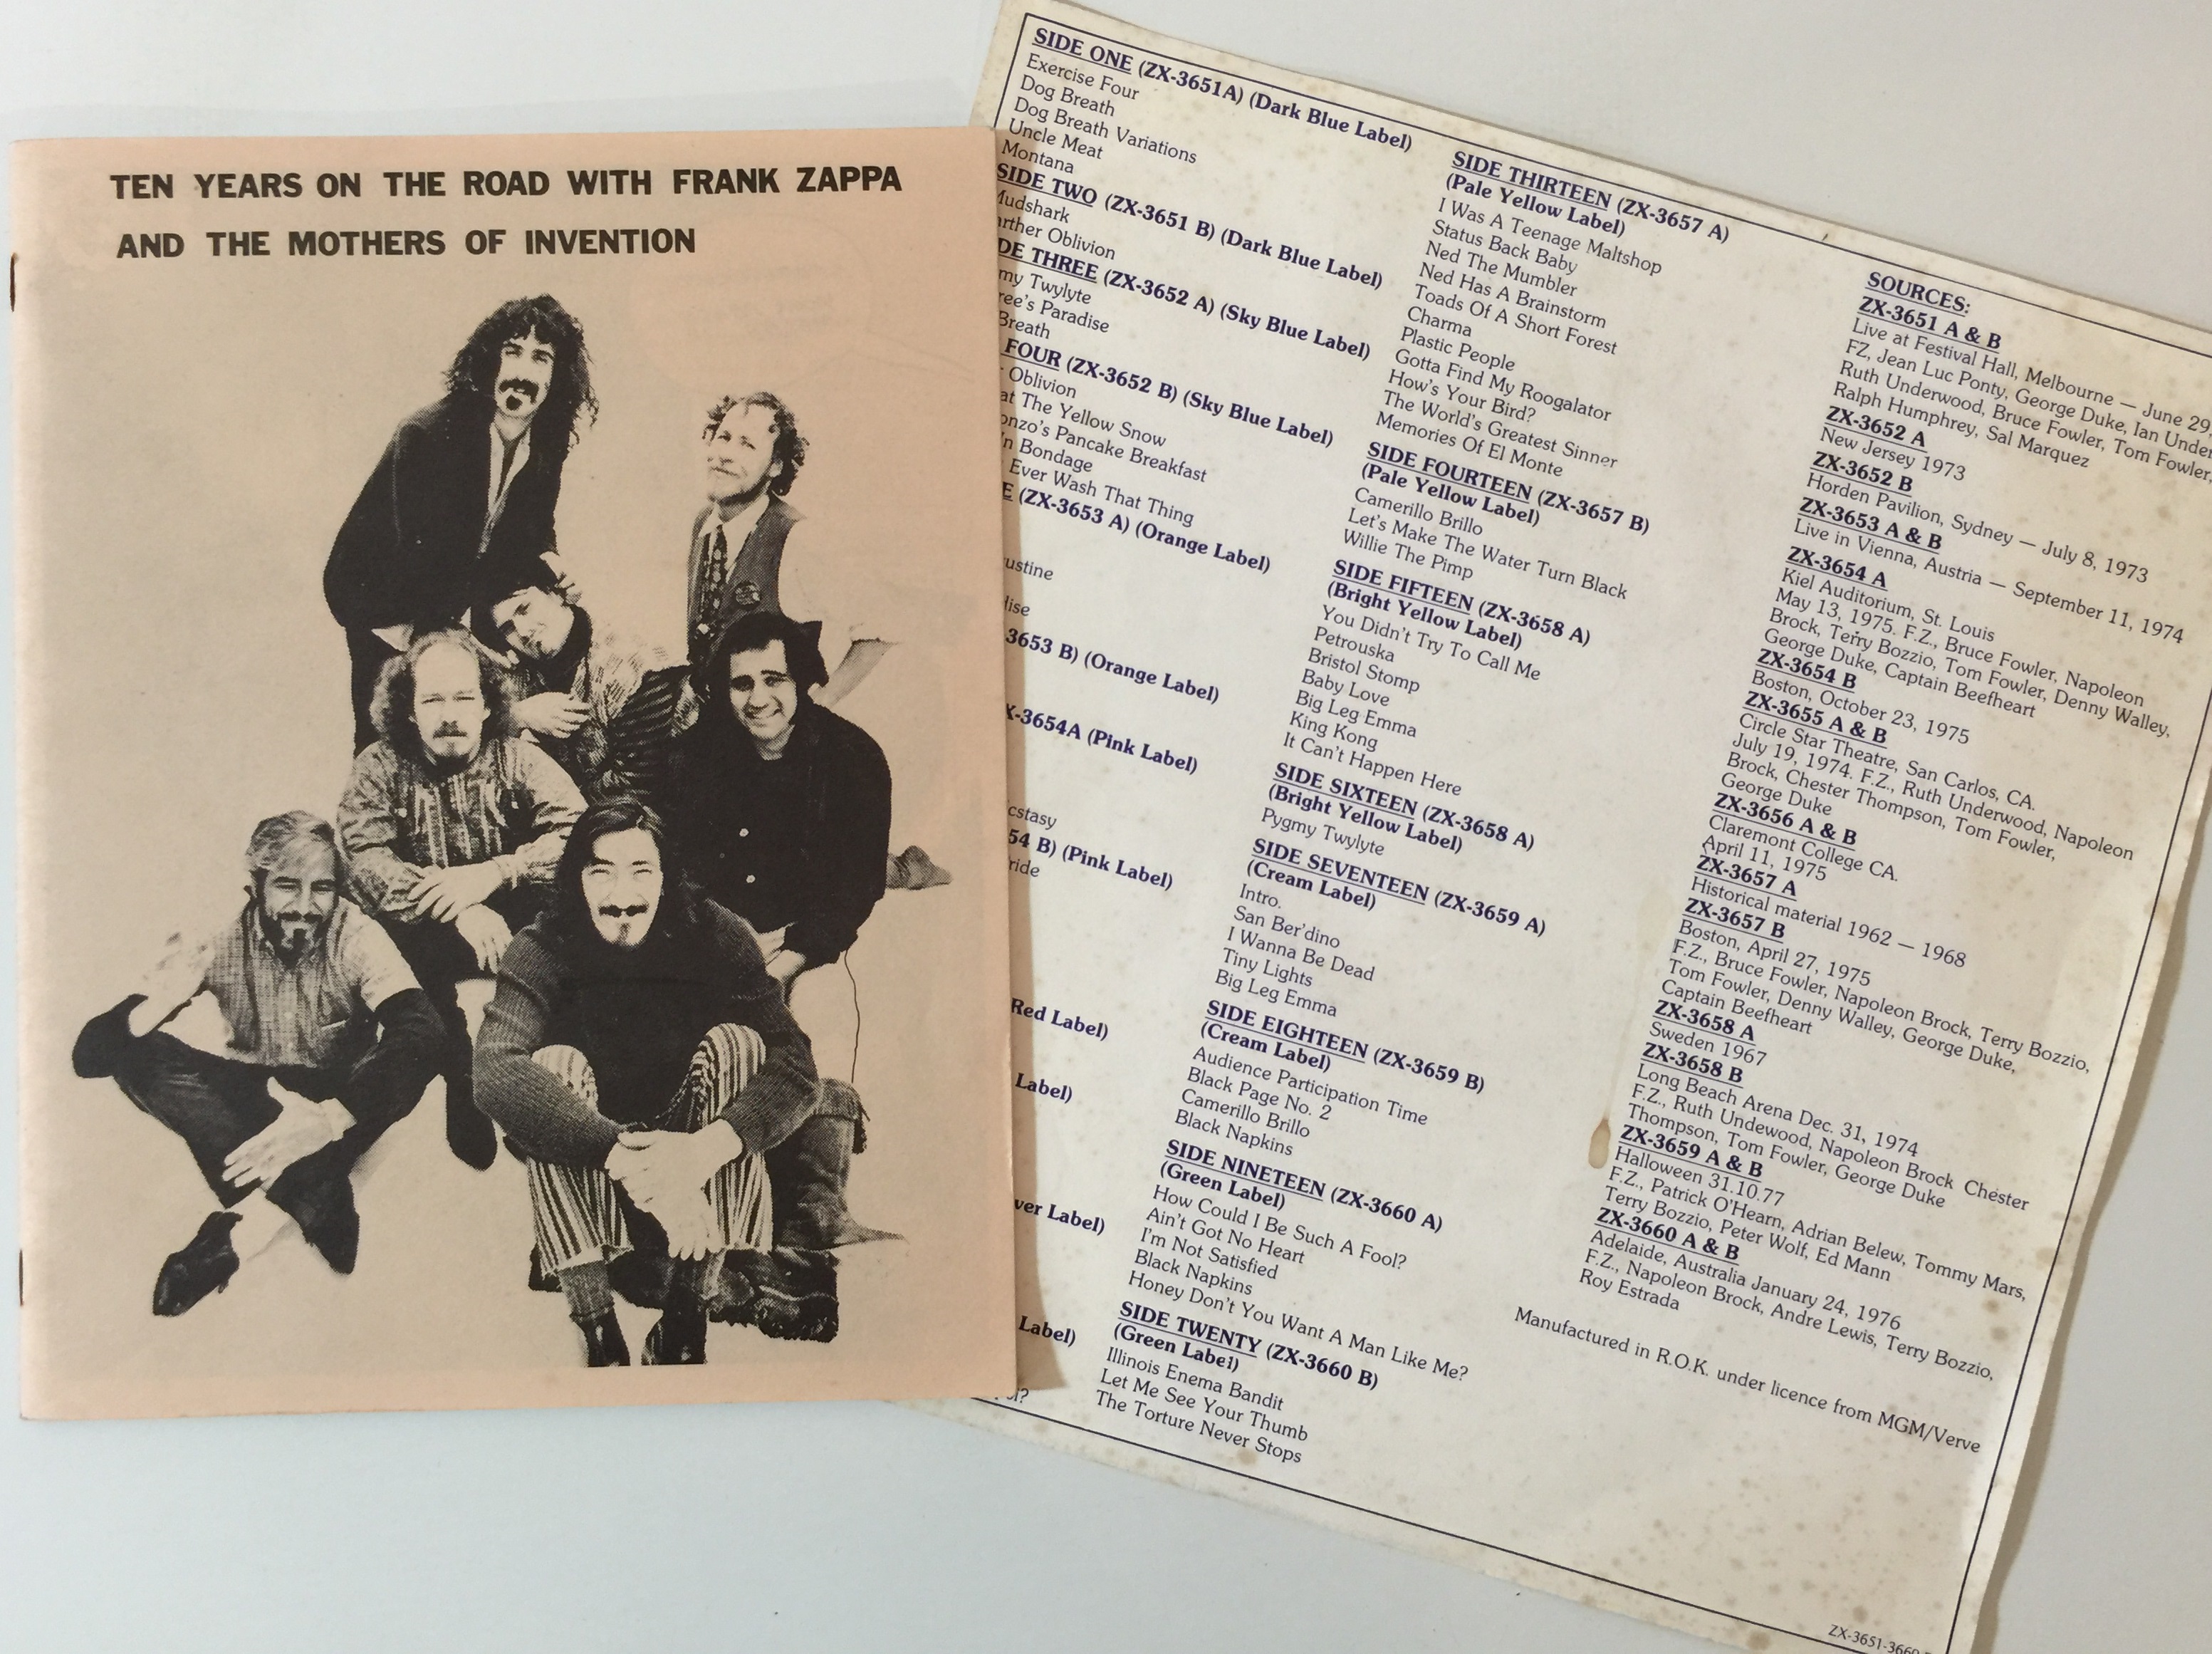 TEN YEARS ON THE ROAD WITH FRANK ZAPPA
AND THE MOTHERS OF INVENTION
SIDE ONE (ZX-3651A) (Dark Blue Label)
Exercise Four
Dog Breath
Dog Breath Variations
Uncle Meat
Montana
SIDE TWO (ZX-3651 B) (Dark Blue Label)
Mudshark
Oblivion
THREE (ZX-3652 A) (Sky Blue Label)
Twylyte
Paradise
Breath
FOUR (ZX-3652 B) (Sky Blue Label)
Oblivion
The Yellow Snow
Pancake Breakfast
Bondage
Ever Wash That Thing
(ZX-3653 A) (Orange Label)
3653 B) (Orange Label)
(Pink Label)
B) (Pink Label)
Red Label)
Label)
Label)
Label)
SIDE THIRTEEN (ZX-3657 A)
(Pale Yellow Label)
I Was A Teenage Maltshop
Status Back Baby
Ned The Mumbler
Ned Has A Brainstorm
Toads Of A Short Forest
Charma
Plastic People
Gotta Find My Roogalator
How's Your Bird?
The World's Greatest Sinner
Memories Of El Monte
SIDE FOURTEEN (ZX-3657 B)
(Pale Yellow Label)
Camerillo Brillo
Let's Make The Water Turn Black
Willie The Pimp
SIDE FIFTEEN (ZX-3658 A)
(Bright Yellow Label)
You Didn't Try To Call Me
Petrouska
Bristol Stomp
Baby Love
Big Leg Emma
King Kong
It Can't Happen Here
SIDE SIXTEEN (ZX-3658 A)
(Bright Yellow Label)
Pygmy Twylyte
SIDE SEVENTEEN (ZX-3659 A)
(Cream Label)
Intro.
San Ber'dino
I Wanna Be Dead
Tiny Lights
Big Leg Emma
SIDE EIGHTEEN (ZX-3659 B)
(Cream Label)
Audience Participation Time
Black Page No. 2
Camerillo Brillo
Black Napkins
SIDE NINETEEN (ZX-3660 A)
(Green Label)
How Could I Be Such A Fool?
Ain't Got No Heart
I'm Not Satisfied
Black Napkins
Honey Don't You Want A Man Like Me?
SIDE TWENTY (ZX-3660 B)
(Green Label)
Illinois Enema Bandit
Let Me See Your Thumb
The Torture Never Stops
SOURCES:
ZX-3651 A & B
Live at Festival Hall, Melbourne — June 29,
FZ, Jean Luc Ponty, George Duke, Ian
Ruth Underwood, Bruce Fowler, Tom Fowler,
Ralph Humphrey, Sal Marquez
ZX-3652 A
New Jersey 1973
ZX-3652 B
Horden Pavilion, Sydney — July 8, 1973
ZX-3653 A & B
Live in Vienna, Austria — September 11, 1974
ZX-3654 A
Kiel Auditorium, St. Louis
May 13, 1975. F.Z., Bruce Fowler, Napoleon
Brock, Terry Bozzio, Tom Fowler, Denny Walley,
George Duke, Captain Beefheart
ZX-3654 B
Boston, October 23, 1975
ZX-3655 A & B
Circle Star Theatre, San Carlos, CA.
July 19, 1974. F.Z., Ruth Underwood, Napoleon
Brock, Chester Thompson, Tom Fowler,
George Duke
ZX-3656 A & B
Claremont College CA.
April 11, 1975
ZX-3657 A
Historical material 1962 — 1968
ZX-3657 B
Boston, April 27, 1975
F.Z., Bruce Fowler, Napoleon Brock, Terry Bozzio,
Tom Fowler, Denny Walley, George Duke,
Captain Beefheart
ZX-3658 A
Sweden 1967
ZX-3658 B
Long Beach Arena Dec. 31, 1974
F.Z., Ruth Undewood, Napoleon Brock Chester
Thompson, Tom Fowler, George Duke
ZX-3659 A & B
Halloween 31.10.77
F.Z., Patrick O'Hearn, Adrian Belew, Tommy Mars,
Terry Bozzio, Peter Wolf, Ed Mann
ZX-3660 A & B
Adelaide, Australia January 24, 1976
F.Z., Napoleon Brock, Andre Lewis, Terry Bozzio,
Roy Estrada
Manufactured in R.O.K. under licence from MGM/Verve
ZX-3651-3660